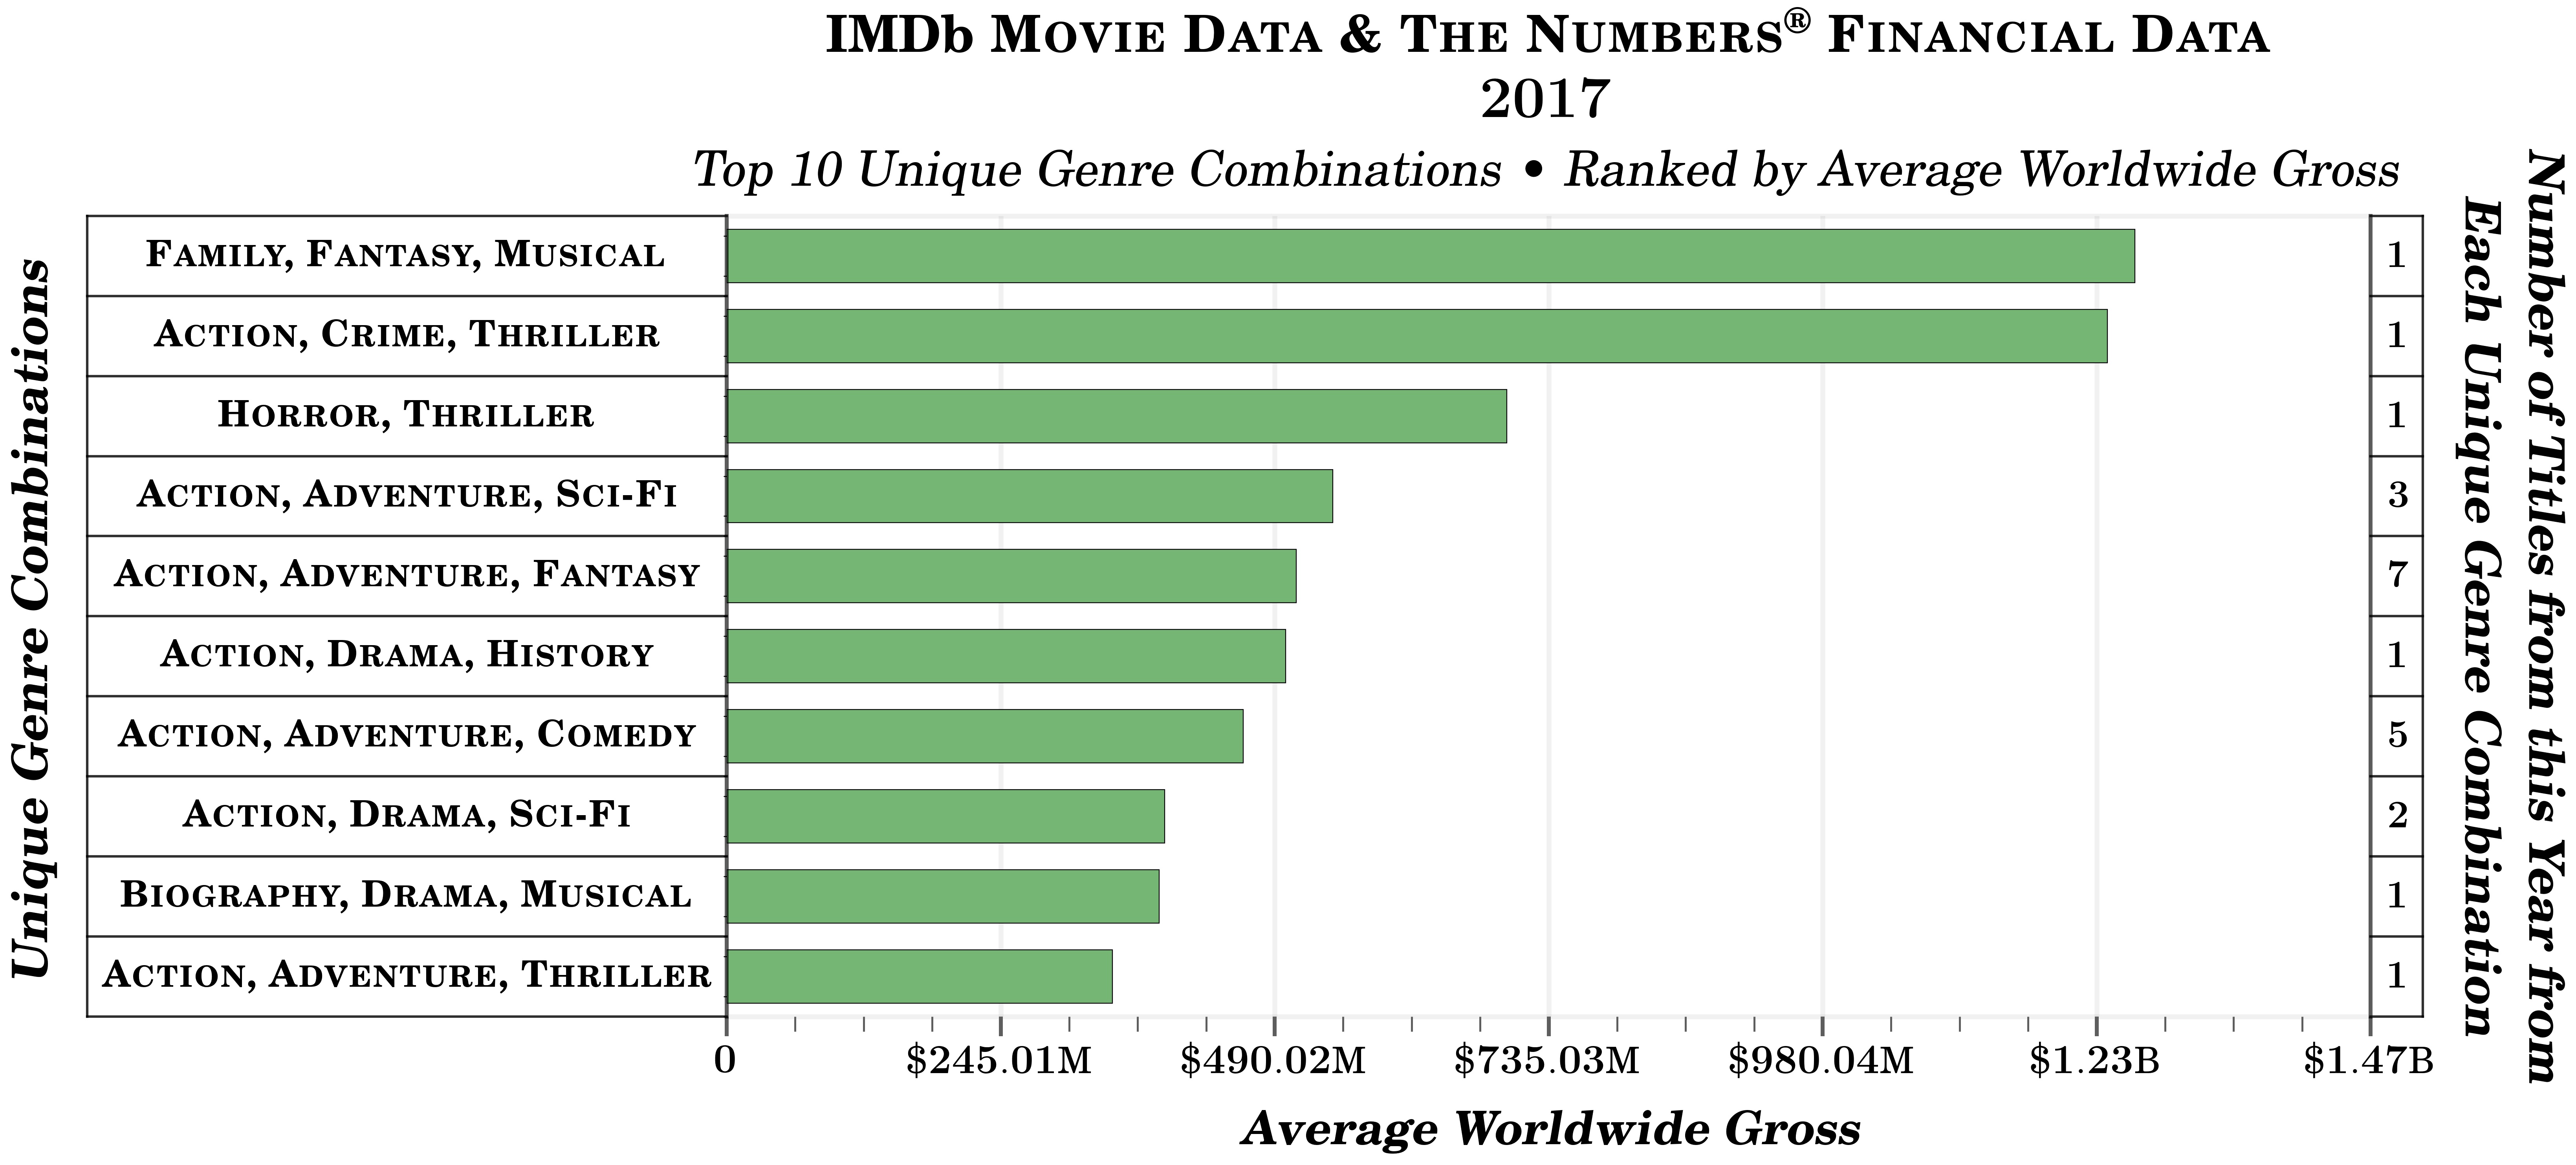 IMDb Movie Data & The Numbers® Financial Data
2017
Top 10 Unique Genre Combinations • Ranked by Average Worldwide Gross
Unique Genre Combinations
Family, Fantasy, Musical
1
Action, Crime, Thriller
1
Horror, Thriller
1
Action, Adventure, Sci-Fi
3
Action, Adventure, Fantasy
7
Action, Drama, History
1
Action, Adventure, Comedy
5
Action, Drama, Sci-Fi
2
Biography, Drama, Musical
1
Action, Adventure, Thriller
1
0 $245.01M $490.02M $735.03M $980.04M $1.23B $1.47B
Average Worldwide Gross
Number of Titles from this Year from
Each Unique Genre Combination